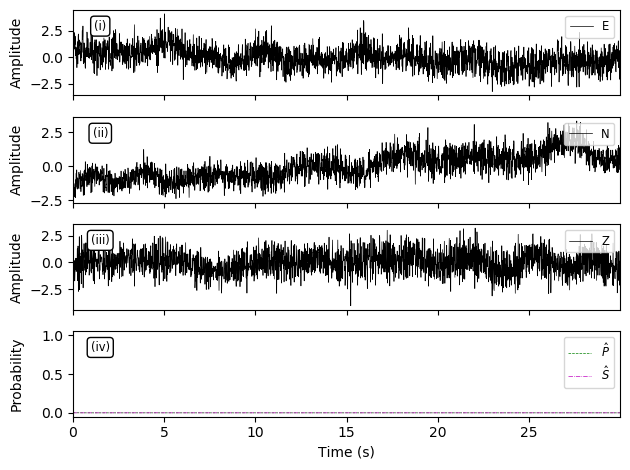 (i)
E
Amplitude
2.5
0.0
−2.5
(ii)
N
Amplitude
2.5
0.0
−2.5
(iii)
Z
Amplitude
2.5
0.0
−2.5
(iv)
P̂
Ŝ
Probability
1.0
0.5
0.0
0 5 10 15 20 25
Time (s)